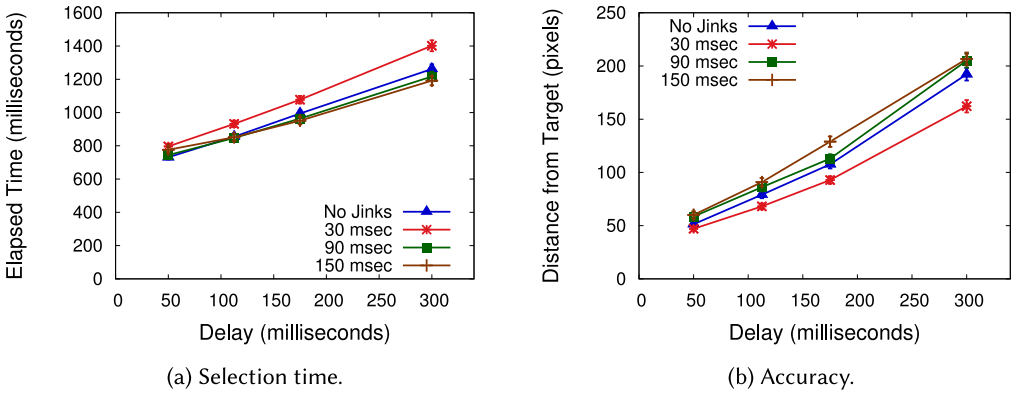 1600
1400
1200
1000
800
600
400
200
0
Elapsed Time (milliseconds)
No Jinks
30 msec
90 msec
150 msec
0 50 100 150 200 250 300
Delay (milliseconds)
(a) Selection time.
250
200
150
100
50
0
Distance from Target (pixels)
No Jinks
30 msec
90 msec
150 msec
0 50 100 150 200 250 300
Delay (milliseconds)
(b) Accuracy.